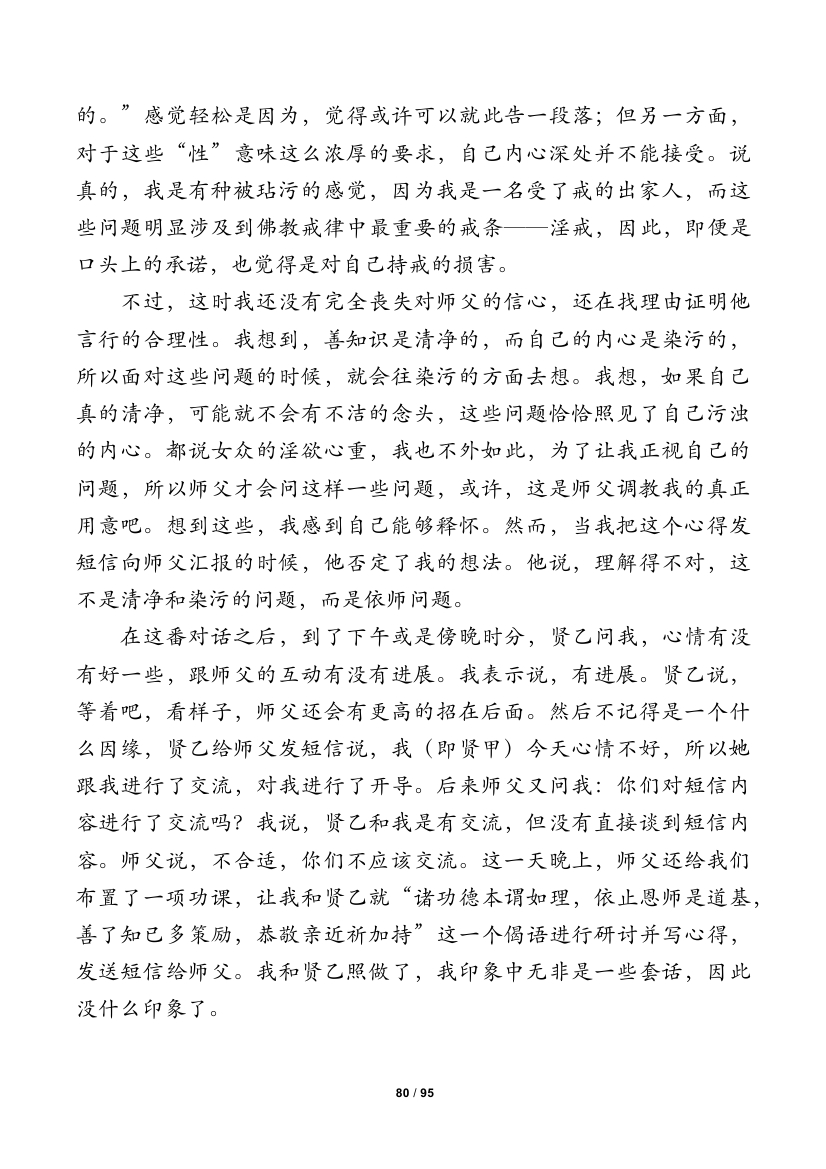 的。”感觉轻松是因为，觉得或许可以就此告一段落；但另一方面，
对于这些“性”意味这么浓厚的要求，自己内心深处并不能接受。说
真的，我是有种被玷污的感觉，因为我是一名受了戒的出家人，而这
些问题明显涉及到佛教戒律中最重要的戒条——淫戒，因此，即便是
口头上的承诺，也觉得是对自己持戒的损害。
不过，这时我还没有完全丧失对师父的信心，还在找理由证明他
言行的合理性。我想到，善知识是清净的，而自己的内心是染污的，
所以面对这些问题的时候，就会往染污的方面去想。我想，如果自己
真的清净，可能就不会有不洁的念头，这些问题恰恰照见了自己污浊
的内心。都说女众的淫欲心重，我也不外如此，为了让我正视自己的
问题，所以师父才会问这样一些问题，或许，这是师父调教我的真正
用意吧。想到这些，我感到自己能够释怀。然而，当我把这个心得发
短信向师父汇报的时候，他否定了我的想法。他说，理解得不对，这
不是清净和染污的问题，而是依师问题。
在这番对话之后，到了下午或是傍晚时分，贤乙问我，心情有没
有好一些，跟师父的互动有没有进展。我表示说，有进展。贤乙说，
等着吧，看样子，师父还会有更高的招在后面。然后不记得是一个什
么因缘，贤乙给师父发短信说，我（即贤甲）今天心情不好，所以她
跟我进行了交流，对我进行了开导。后来师父又问我：你们对短信内
容进行了交流吗？我说，贤乙和我是有交流，但没有直接谈到短信内
容。师父说，不合适，你们不应该交流。这一天晚上，师父还给我们
布置了一项功课，让我和贤乙就“诸功德本谓如理，依止恩师是道基，
善了知已多策励，恭敬亲近祈加持”这一个偈语进行研讨并写心得，
发送短信给师父。我和贤乙照做了，我印象中无非是一些套话，因此
没什么印象了。
80 / 95